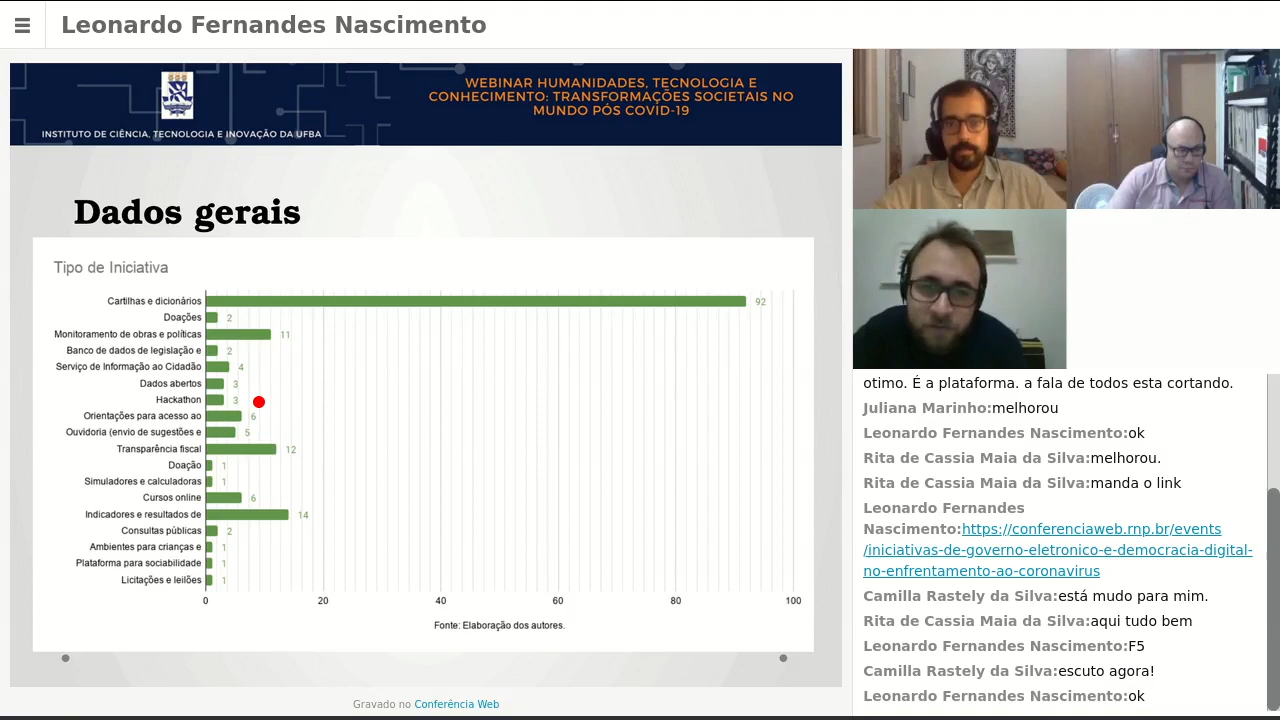 Leonardo Fernandes Nascimento
INSTITUTO DE CIÊNCIA, TECNOLOGIA E INOVAÇÃO DA UFBA
WEBINAR HUMANIDADES, TECNOLOGIA E
CONHECIMENTO: TRANSFORMAÇÕES SOCIETAIS NO
MUNDO PÓS COVID-19
Dados gerais
Tipo de Iniciativa
Cartilhas e dicionários 92
Doações 2
Monitoramento de obras e políticas 11
Banco de dados de legislação e 2
Serviço de Informação ao Cidadão 4
Dados abertos 3
Hackathon 3
Orientações para acesso ao 6
Ouvidoria (envio de sugestões e 5
Transparência fiscal 12
Doação 1
Simuladores e calculadoras 1
Cursos online 6
Indicadores e resultados de 14
Consultas públicas 2
Ambientes para crianças e 1
Plataforma para sociabilidade 1
Licitações e leilões 1
0 20 40 60 80 100
Fonte: Elaboração dos autores.
Gravado no Conferência Web
otimo. É a plataforma. a fala de todos esta cortando.
Juliana Marinho:melhorou
Leonardo Fernandes Nascimento:ok
Rita de Cassia Maia da Silva:melhorou.
Rita de Cassia Maia da Silva:manda o link
Leonardo Fernandes
Nascimento:https://conferenciaweb.rnp.br/events
/iniciativas-de-governo-eletronico-e-democracia-digital-
no-enfrentamento-ao-coronavirus
Camilla Rastely da Silva:está mudo para mim.
Rita de Cassia Maia da Silva:aqui tudo bem
Leonardo Fernandes Nascimento:F5
Camilla Rastely da Silva:escuto agora!
Leonardo Fernandes Nascimento:ok